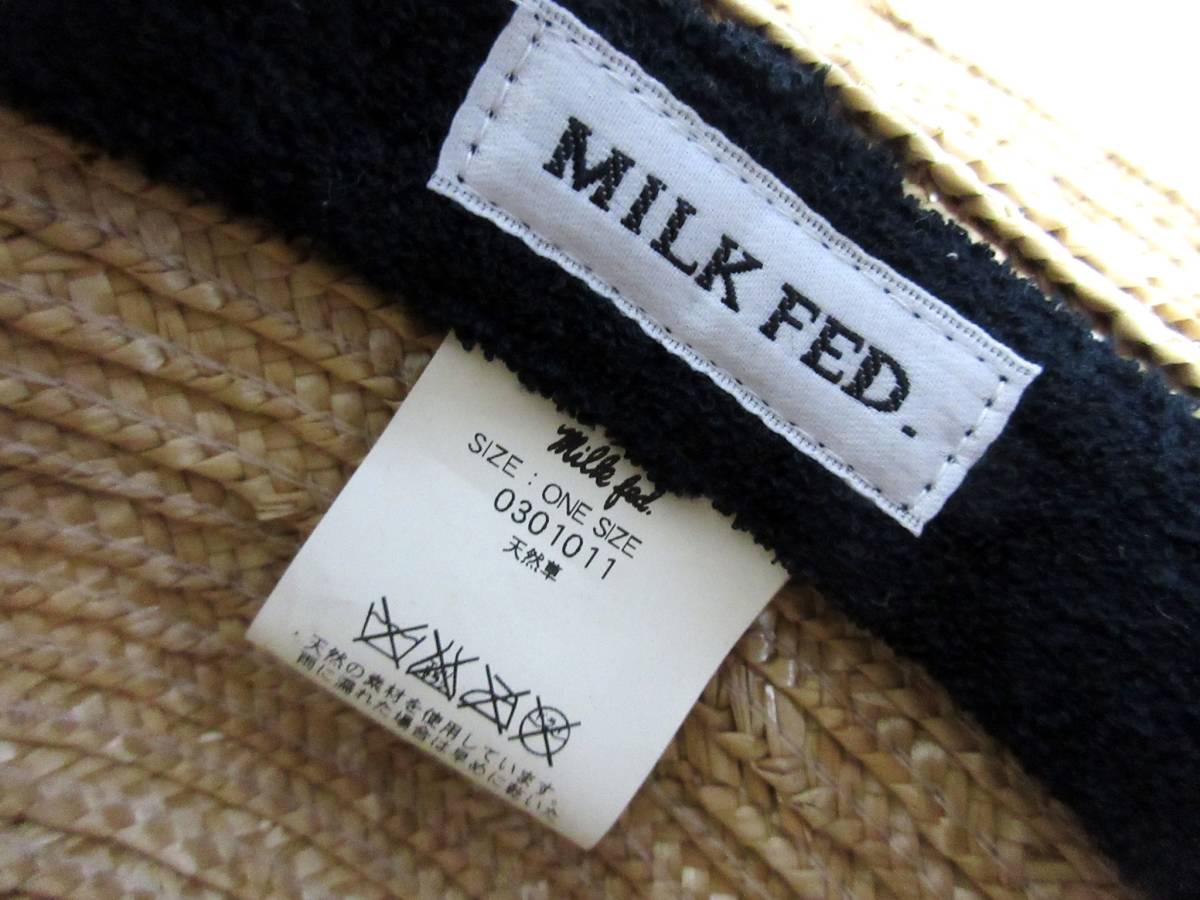 MILK FED.
Milk fed.
SIZE : ONE SIZE
0301011
天然草
天然の素材を使用しています。
雨に濡れた場合は早めに乾いた